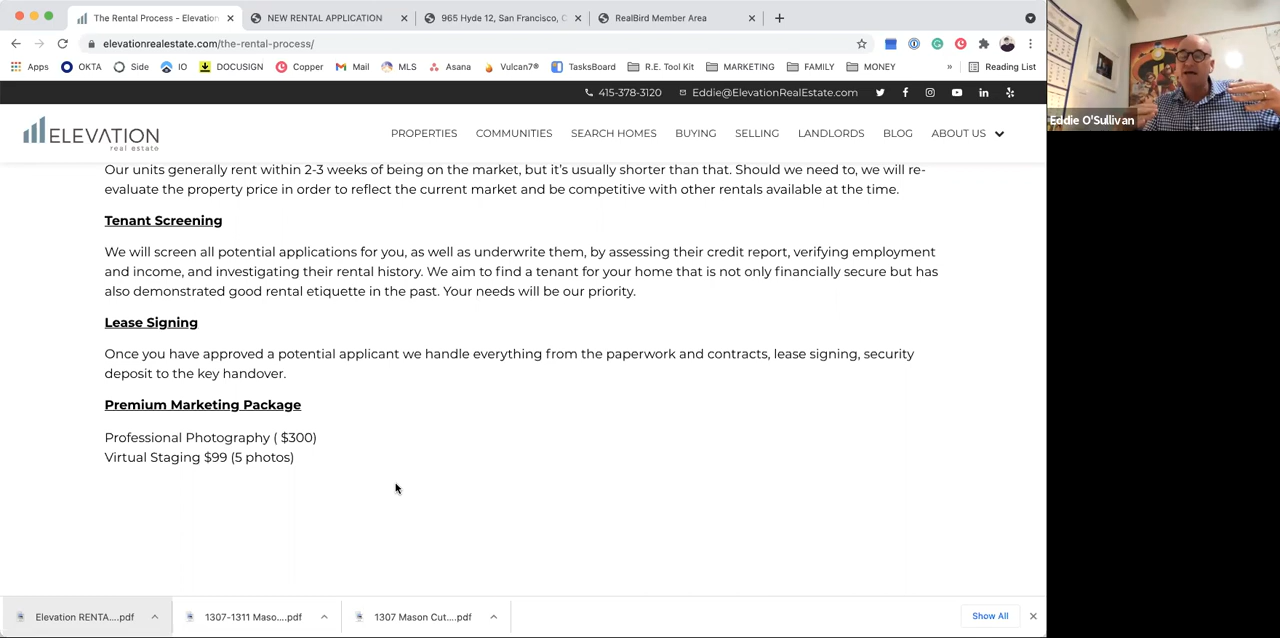 The Rental Process - Elevation
NEW RENTAL APPLICATION
965 Hyde 12, San Francisco, C
RealBird Member Area
elevationrealestate.com/the-rental-process/
Apps
OKTA
Side
IO
DOCUSIGN
Copper
Mail
MLS
Asana
Vulcan7®
TasksBoard
R.E. Tool Kit
MARKETING
FAMILY
MONEY
»
Reading List
415-378-3120
Eddie@ElevationRealEstate.com
ELEVATION
real estate
PROPERTIES
COMMUNITIES
SEARCH HOMES
BUYING
SELLING
LANDLORDS
BLOG
ABOUT US
Eddie O'Sullivan
Our units generally rent within 2-3 weeks of being on the market, but it's usually shorter than that. Should we need to, we will re-
evaluate the property price in order to reflect the current market and be competitive with other rentals available at the time.
Tenant Screening
We will screen all potential applications for you, as well as underwrite them, by assessing their credit report, verifying employment
and income, and investigating their rental history. We aim to find a tenant for your home that is not only financially secure but has
also demonstrated good rental etiquette in the past. Your needs will be our priority.
Lease Signing
Once you have approved a potential applicant we handle everything from the paperwork and contracts, lease signing, security
deposit to the key handover.
Premium Marketing Package
Professional Photography ( $300)
Virtual Staging $99 (5 photos)
Elevation RENTA....pdf
1307-1311 Maso....pdf
1307 Mason Cut....pdf
Show All